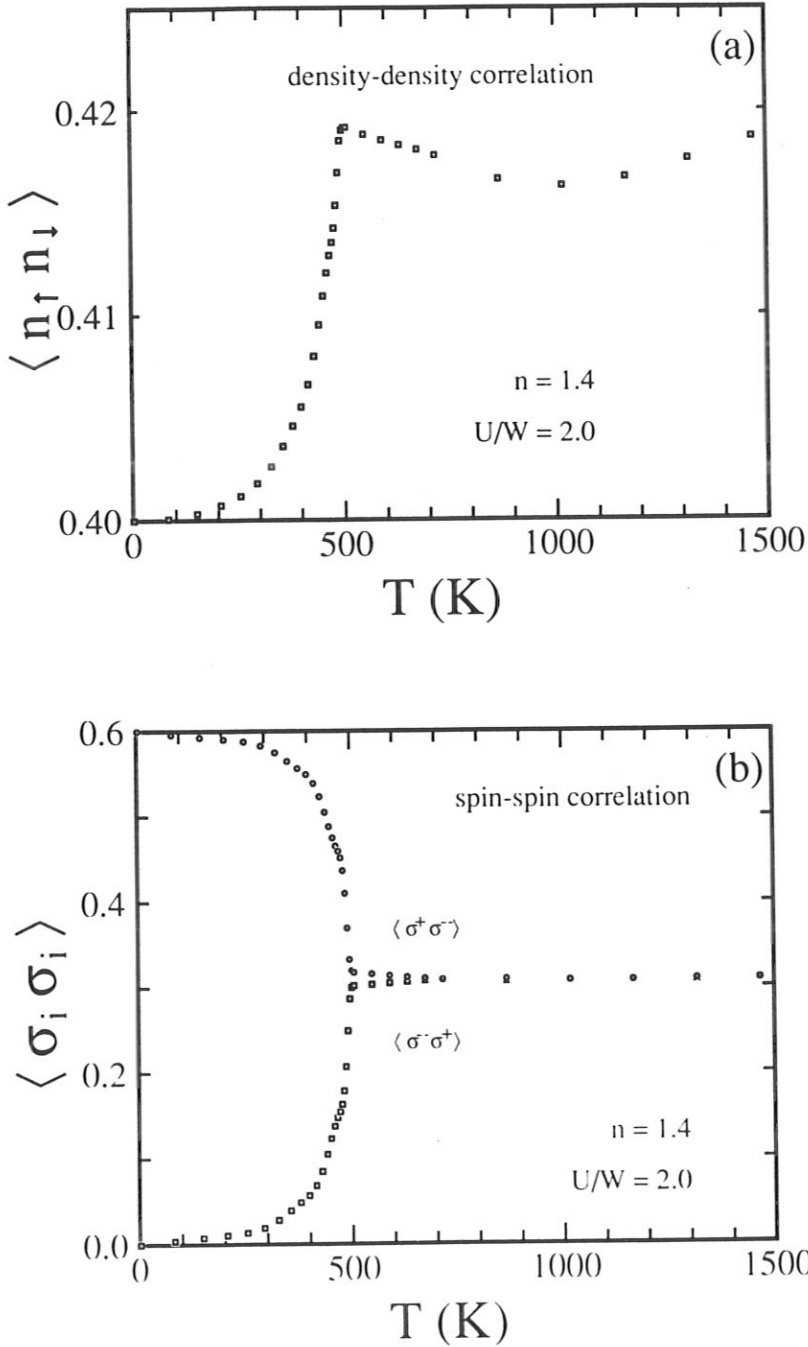 (a)
density-density correlation
0.42
0.41
0.40
⟨ n↑ n↓ ⟩
n = 1.4
U/W = 2.0
0 500 1000 1500
T (K)
(b)
spin-spin correlation
0.6
0.4
0.2
0.0
⟨ σi σi ⟩
⟨ σ⁺ σ⁻⟩
⟨ σ⁻ σ⁺⟩
n = 1.4
U/W = 2.0
0 500 1000 1500
T (K)